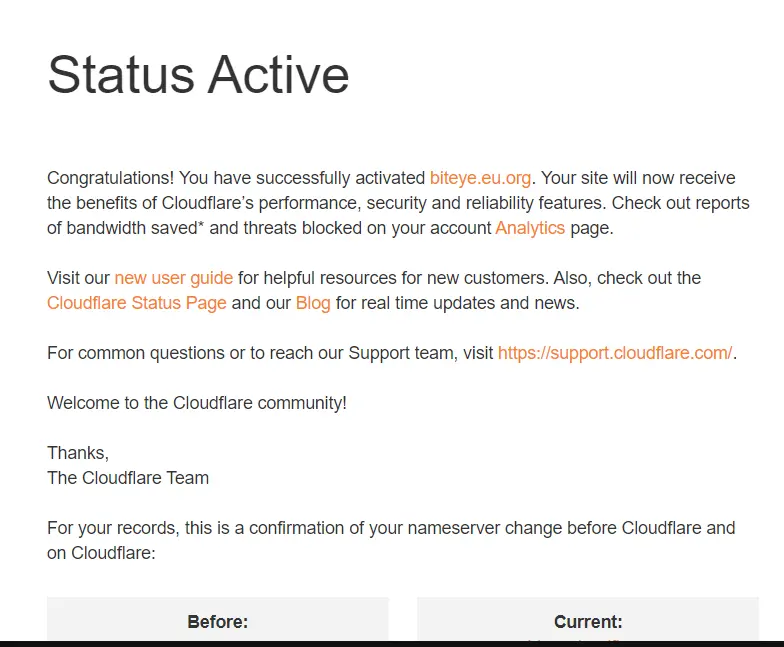 Status Active
Congratulations! You have successfully activated biteye.eu.org. Your site will now receive
the benefits of Cloudflare’s performance, security and reliability features. Check out reports
of bandwidth saved* and threats blocked on your account Analytics page.
Visit our new user guide for helpful resources for new customers. Also, check out the
Cloudflare Status Page and our Blog for real time updates and news.
For common questions or to reach our Support team, visit https://support.cloudflare.com/.
Welcome to the Cloudflare community!
Thanks,
The Cloudflare Team
For your records, this is a confirmation of your nameserver change before Cloudflare and
on Cloudflare:
Before:
Current: